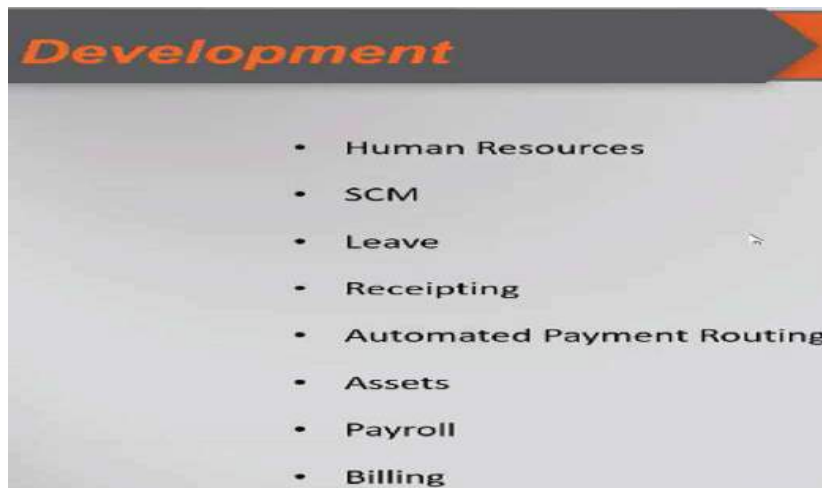 Development
• Human Resources
• SCM
• Leave
• Receipting
• Automated Payment Routing
• Assets
• Payroll
• Billing